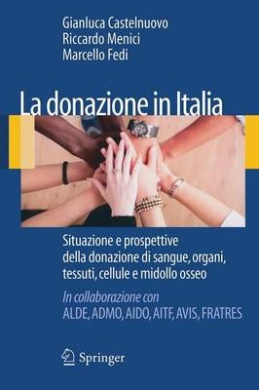 Gianluca Castelnuovo
Riccardo Menici
Marcello Fedi
La donazione in Italia
Situazione e prospettive
della donazione di sangue, organi,
tessuti, cellule e midollo osseo
In collaborazione con
ALDE, ADMO, AIDO, AITF, AVIS, FRATRES
Springer